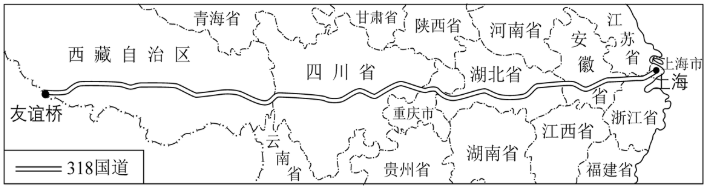 青海省
甘肃省
陕西省
河南省
江苏省
安徽省
西藏自治区
四川省
湖北省
上海市
上海
友谊桥
重庆市
浙江省
云南省
贵州省
湖南省
江西省
福建省
318国道